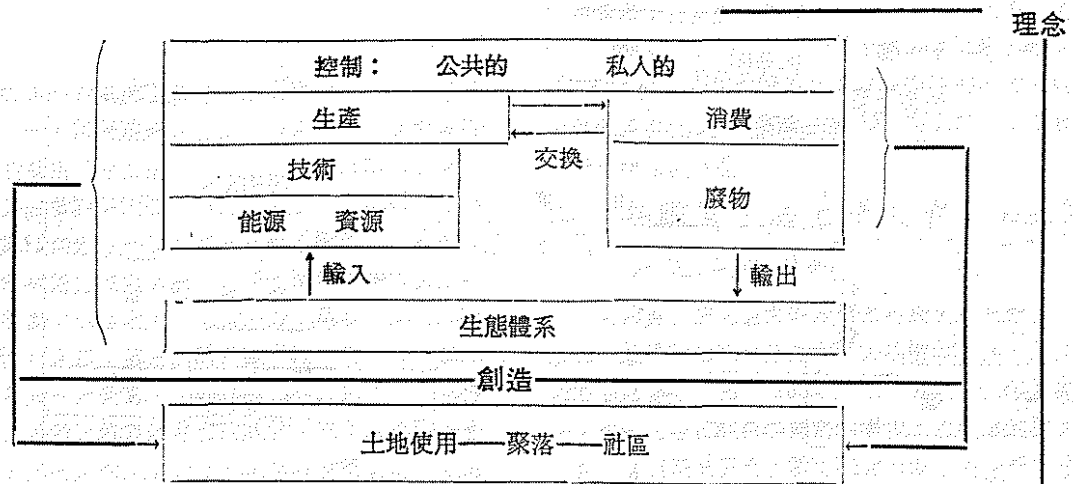 理念
控制： 公共的 私人的
生產 消費
交換
技術
廢物
能源 資源
輸入 輸出
生態體系
創造
土地使用——聚落——社區